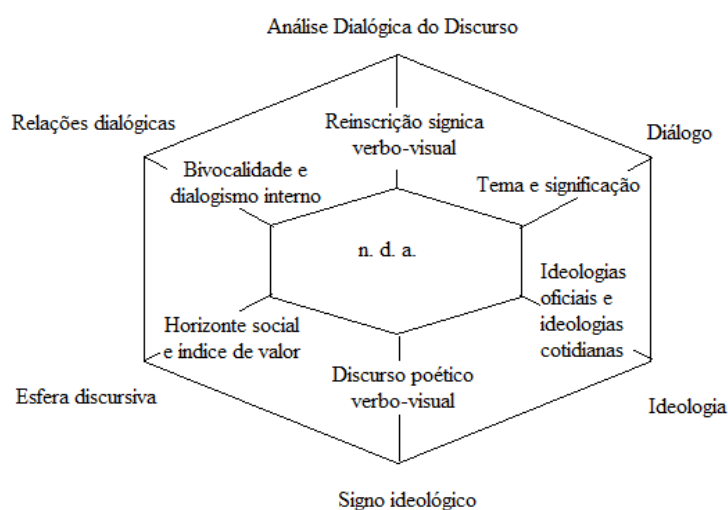 Análise Dialógica do Discurso
Relações dialógicas
Reinscrição sígnica
verbo-visual
Diálogo
Bivocalidade e
dialogismo interno
Tema e significação
n. d. a.
Ideologias
oficiais e
ideologias
cotidianas
Horizonte social
e índice de valor
Discurso poético
verbo-visual
Esfera discursiva
Ideologia
Signo ideológico